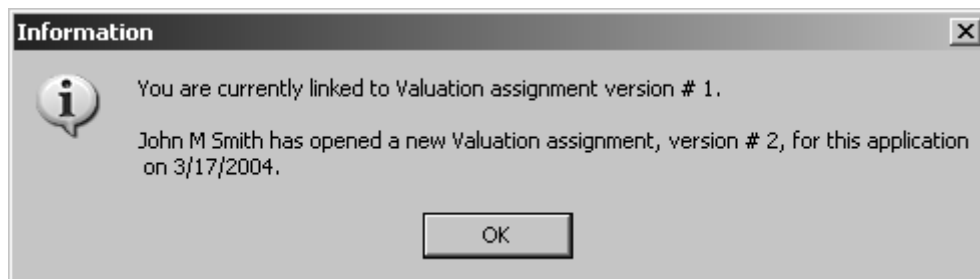 Information
You are currently linked to Valuation assignment version # 1.
John M Smith has opened a new Valuation assignment, version # 2, for this application
on 3/17/2004.
OK